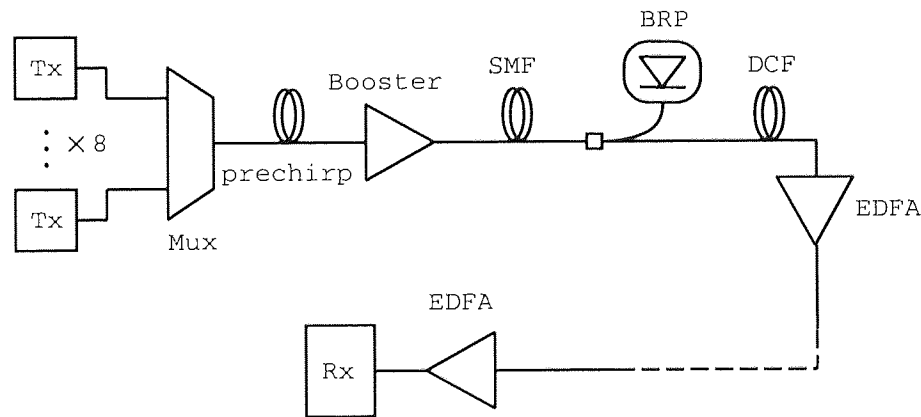 Tx
× 8
Tx
Mux
prechirp
Booster
SMF
BRP
DCF
EDFA
EDFA
Rx